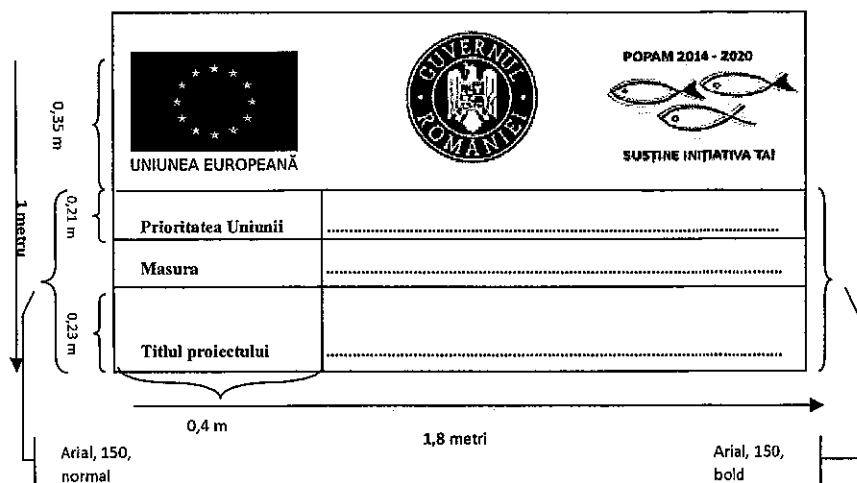 GUVERNUL ROMÂNIEI
POPAM 2014 - 2020
UNIUNEA EUROPEANĂ
SUSȚINE INIȚIATIVA TA!
0,35 m
1 metru
0,21 m
Prioritatea Uniunii ........................................
Masura ........................................
0,23 m
Titlul proiectului ........................................
0,4 m
1,8 metri
Arial, 150,
normal
Arial, 150,
bold